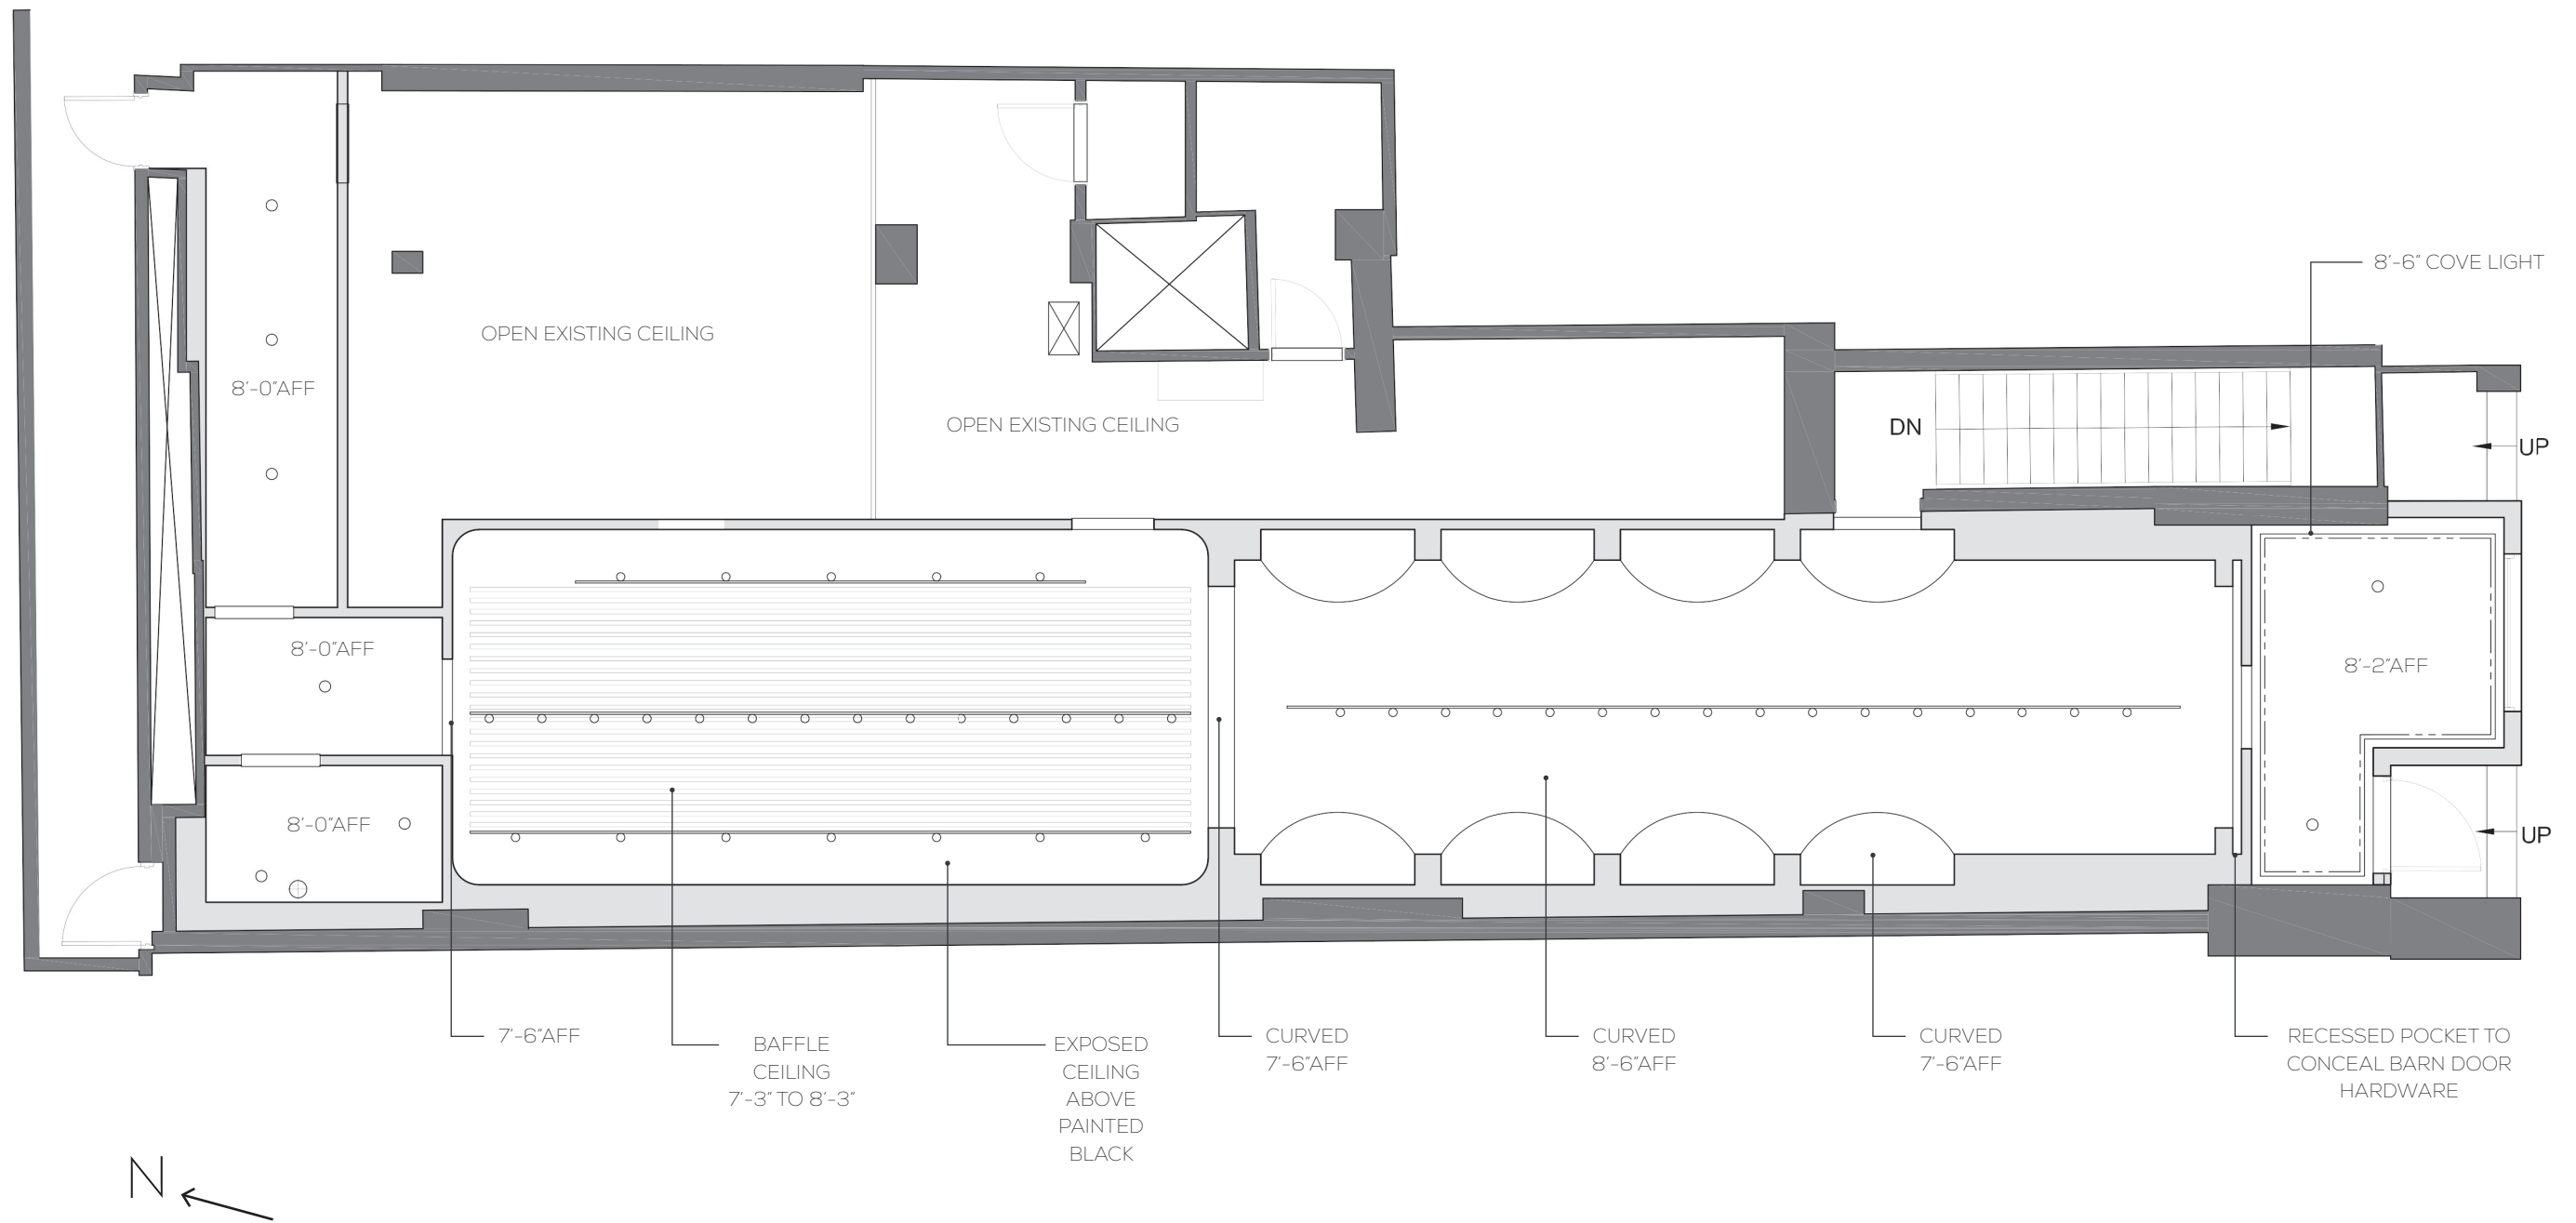 8'-6" COVE LIGHT
OPEN EXISTING CEILING
8'-0"AFF
OPEN EXISTING CEILING
DN
UP
8'-0"AFF
8'-2"AFF
8'-0"AFF
UP
7'-6"AFF
BAFFLE
CEILING
7'-3" TO 8'-3"
EXPOSED
CEILING
ABOVE
PAINTED
BLACK
CURVED
7'-6"AFF
CURVED
8'-6"AFF
CURVED
7'-6"AFF
RECESSED POCKET TO
CONCEAL BARN DOOR
HARDWARE
N